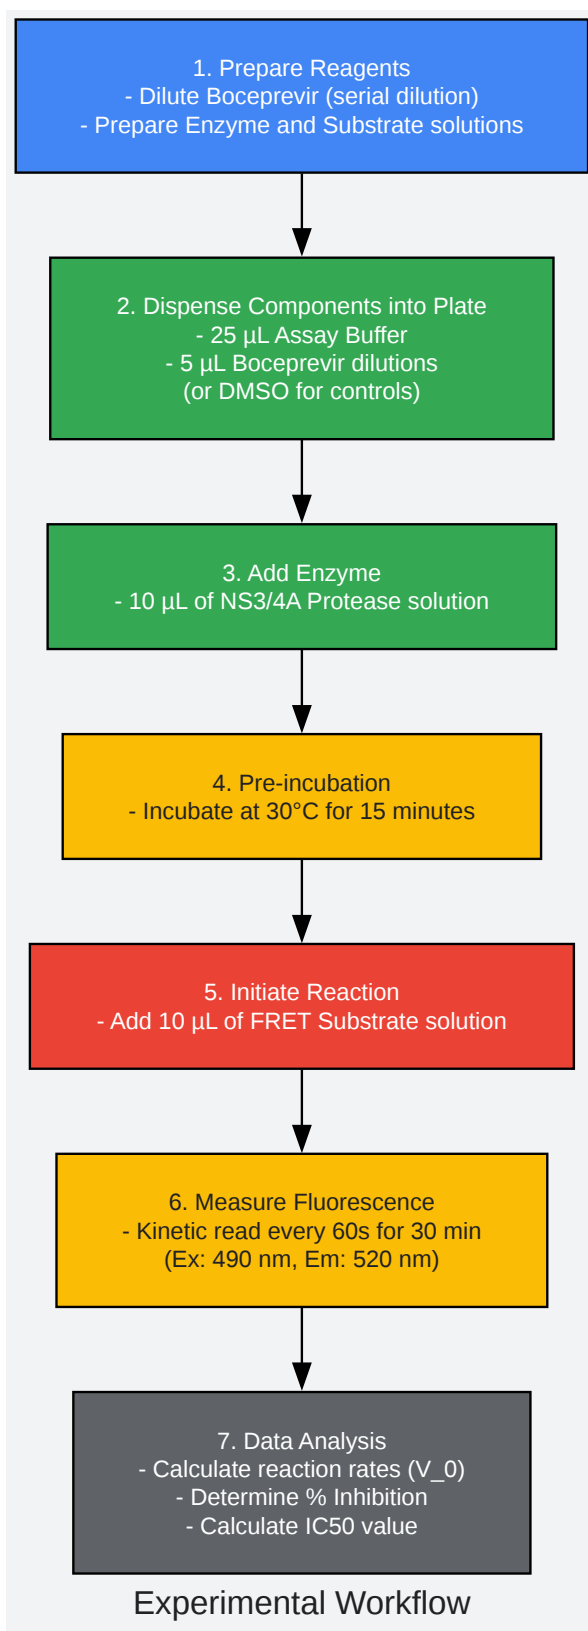 1. Prepare Reagents
- Dilute Boceprevir (serial dilution)
- Prepare Enzyme and Substrate solutions
2. Dispense Components into Plate
- 25 µL Assay Buffer
- 5 µL Boceprevir dilutions
(or DMSO for controls)
3. Add Enzyme
- 10 µL of NS3/4A Protease solution
4. Pre-incubation
- Incubate at 30°C for 15 minutes
5. Initiate Reaction
- Add 10 µL of FRET Substrate solution
6. Measure Fluorescence
- Kinetic read every 60s for 30 min
(Ex: 490 nm, Em: 520 nm)
7. Data Analysis
- Calculate reaction rates (V_0)
- Determine % Inhibition
- Calculate IC50 value
Experimental Workflow